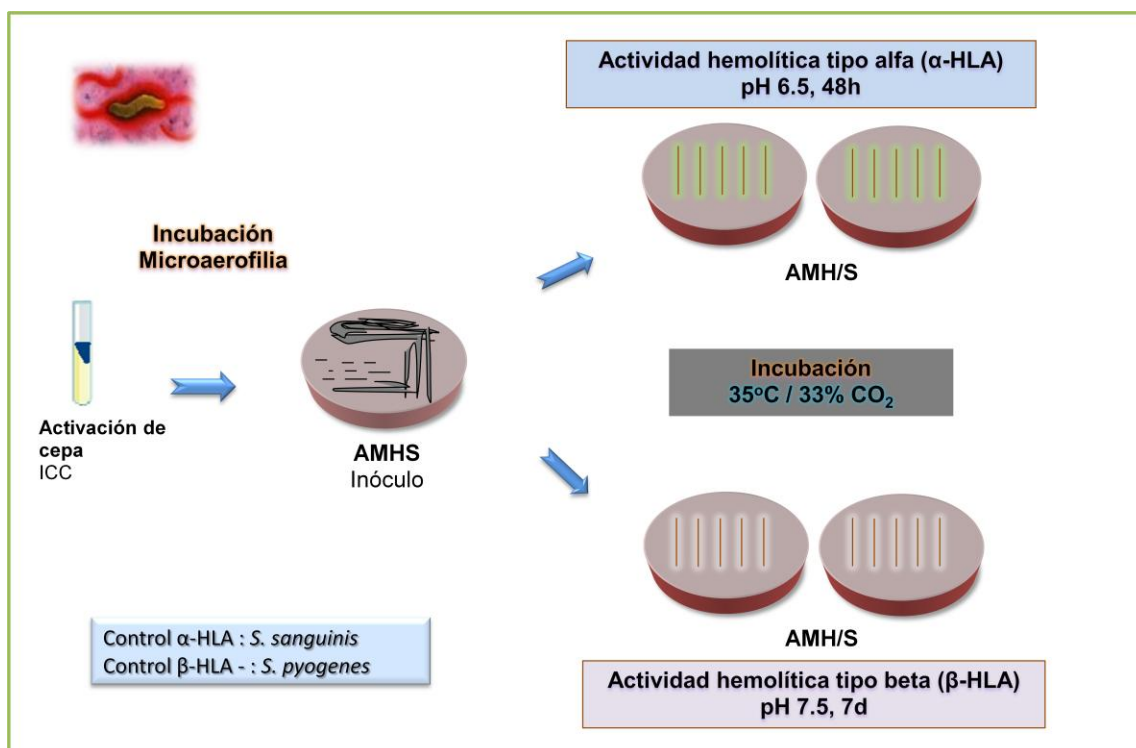 Actividad hemolítica tipo alfa (α-HLA)
pH 6.5, 48h
AMH/S
Incubación
Microaerofilia
Activación de
cepa
ICC
AMHS
Inóculo
Incubación
35ºC / 33% CO₂
AMH/S
Actividad hemolítica tipo beta (β-HLA)
pH 7.5, 7d
Control α-HLA : S. sanguinis
Control β-HLA - : S. pyogenes